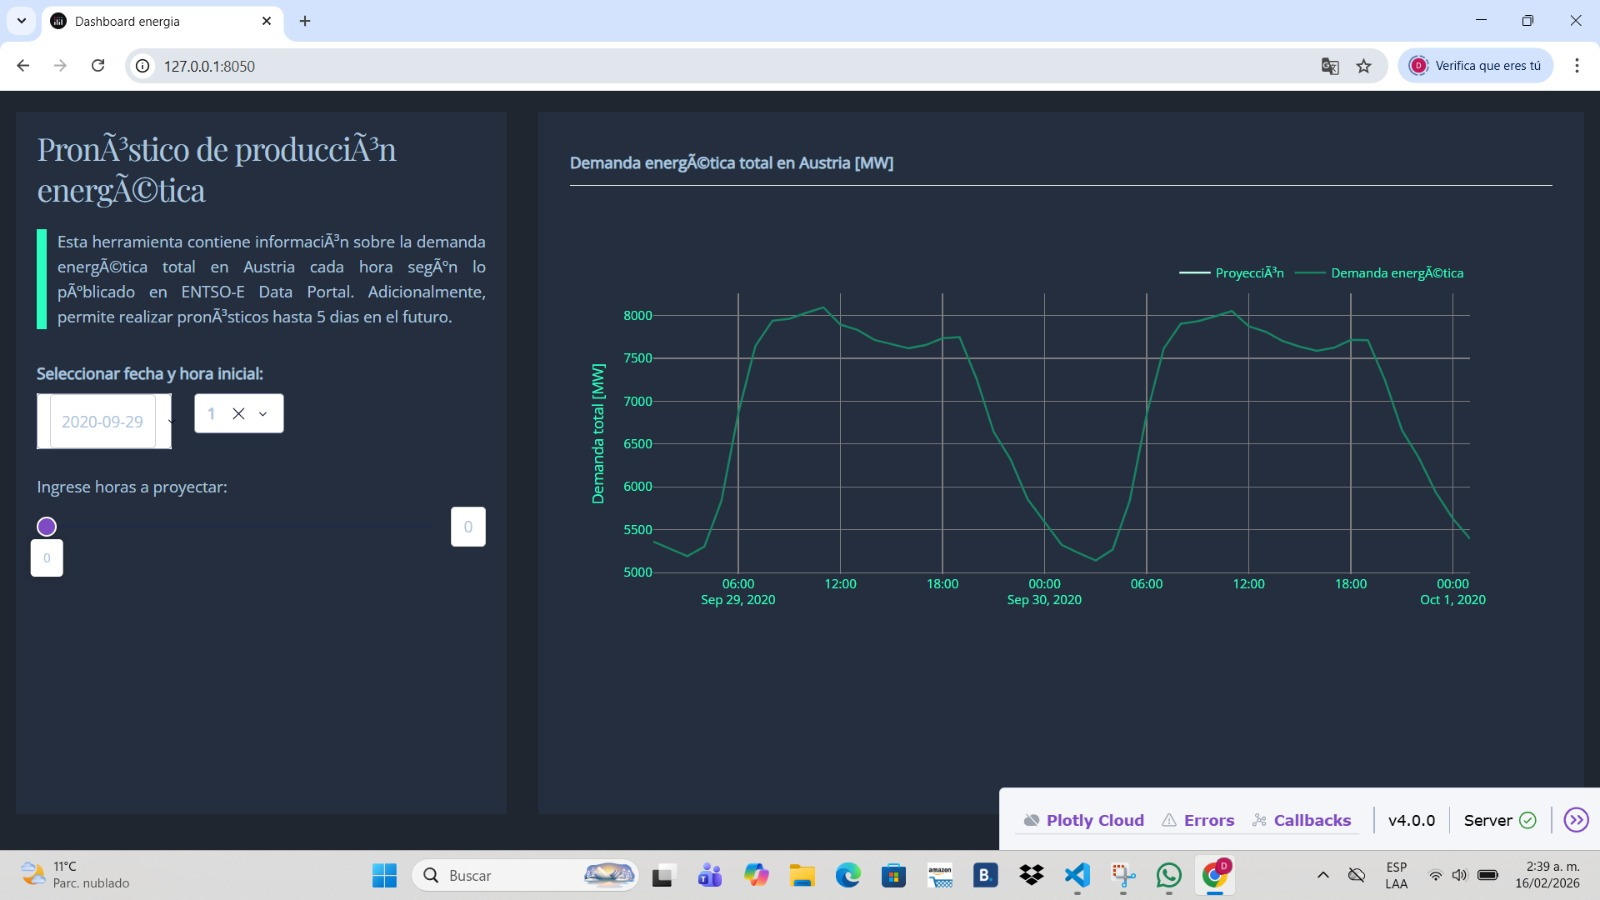 Dashboard energia
127.0.0.1:8050
Verifica que eres tú
PronÃ³stico de producciÃ³n
energÃ©tica
Esta herramienta contiene informaciÃ³n sobre la demanda
energÃ©tica total en Austria cada hora segÃºn lo
pÃºblicado en ENTSO-E Data Portal. Adicionalmente,
permite realizar pronÃ³sticos hasta 5 dias en el futuro.
Seleccionar fecha y hora inicial:
2020-09-29
1
Ingrese horas a proyectar:
0
0
Demanda energÃ©tica total en Austria [MW]
ProyecciÃ³n
Demanda energÃ©tica
Demanda total [MW]
8000
7500
7000
6500
6000
5500
5000
06:00 12:00 18:00 00:00 06:00 12:00 18:00 00:00
Sep 29, 2020 Sep 30, 2020 Oct 1, 2020
Plotly Cloud Errors Callbacks v4.0.0 Server
11°C
Parc. nublado
Buscar
amazon
B.
D
ESP
LAA
2:39 a. m.
16/02/2026